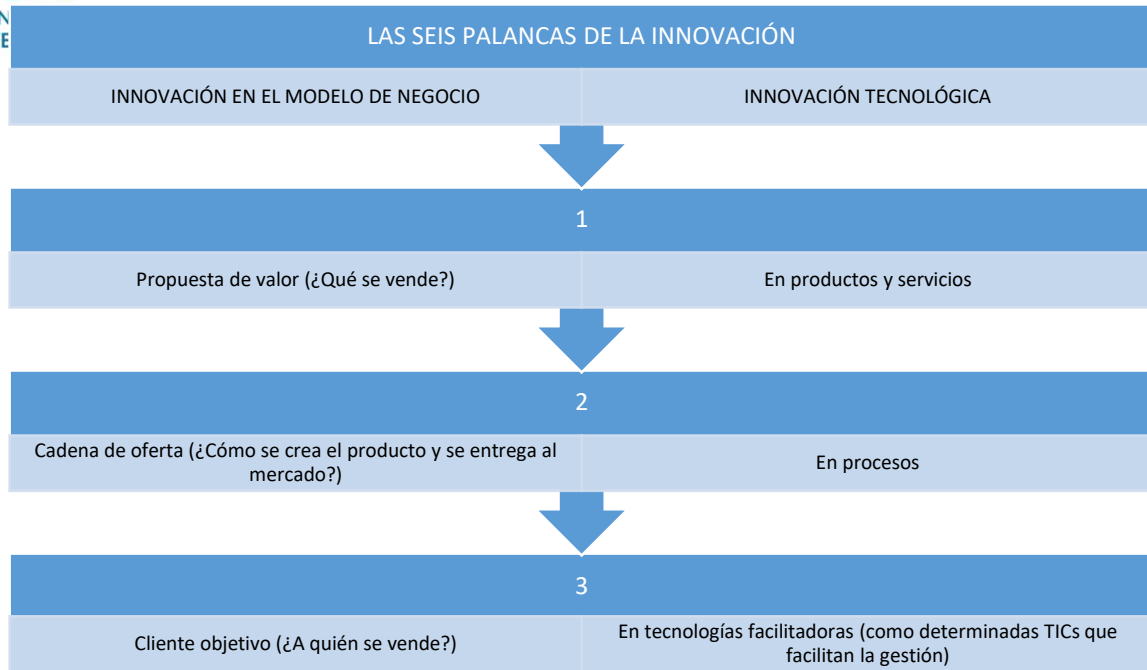 LAS SEIS PALANCAS DE LA INNOVACIÓN
INNOVACIÓN EN EL MODELO DE NEGOCIO
INNOVACIÓN TECNOLÓGICA
1
Propuesta de valor (¿Qué se vende?)
En productos y servicios
2
Cadena de oferta (¿Cómo se crea el producto y se entrega al
mercado?)
En procesos
3
Cliente objetivo (¿A quién se vende?)
En tecnologías facilitadoras (como determinadas TICs que
facilitan la gestión)